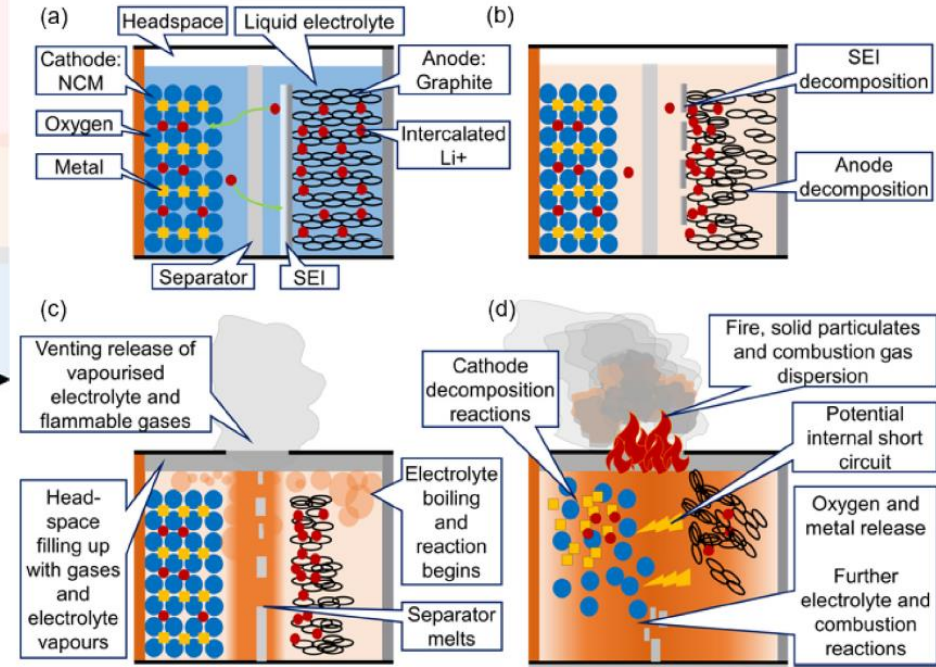 (a)
Headspace
Liquid electrolyte
Cathode:
NCM
Anode:
Graphite
Oxygen
Intercalated
Li+
Metal
Separator
SEI
(b)
SEI
decomposition
Anode
decomposition
(c)
Venting release of
vapourised
electrolyte and
flammable gases
Head-
space
filling up
with gases
and
electrolyte
vapours
Electrolyte
boiling
and
reaction
begins
Separator
melts
(d)
Cathode
decomposition
reactions
Fire, solid particulates
and combustion gas
dispersion
Potential
internal short
circuit
Oxygen and
metal release
Further
electrolyte and
combustion
reactions